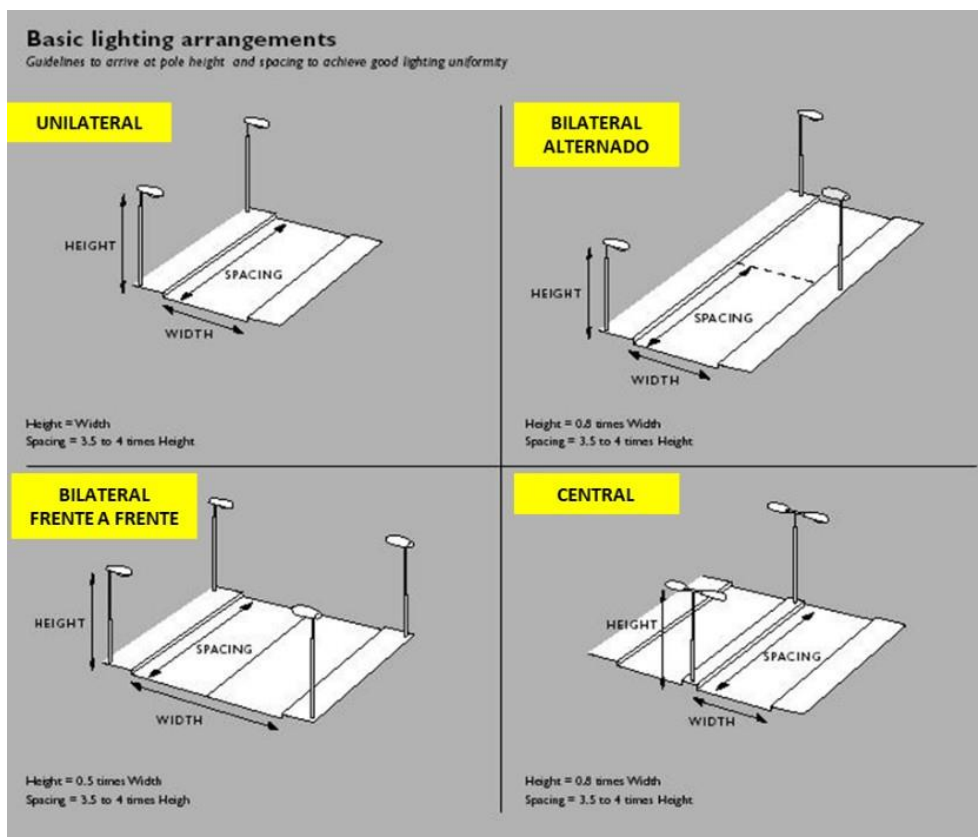 Basic lighting arrangements
Guidelines to arrive at pole height and spacing to achieve good lighting uniformity
UNILATERAL
HEIGHT
SPACING
WIDTH
Height = Width
Spacing = 3.5 to 4 times Height
BILATERAL
ALTERNADO
HEIGHT
SPACING
WIDTH
Height = 0.8 times Width
Spacing = 3.5 to 4 times Height
BILATERAL
FRENTE A FRENTE
HEIGHT
SPACING
WIDTH
Height = 0.5 times Width
Spacing = 3.5 to 4 times Heigh
CENTRAL
HEIGHT
SPACING
WIDTH
Height = 0.8 times Width
Spacing = 3.5 to 4 times Height